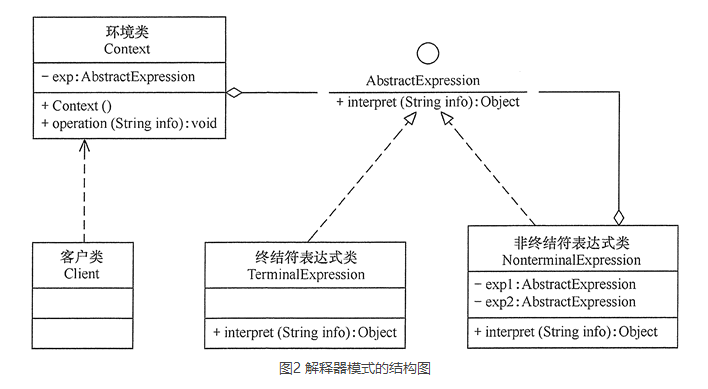 环境类
Context
- exp:AbstractExpression
+ Context()
+ operation(String info):void
AbstractExpression
+ interpret(String info):Object
客户类
Client
终结符表达式类
TerminalExpression
+ interpret(String info):Object
非终结符表达式类
NonterminalExpression
- exp1:AbstractExpression
- exp2:AbstractExpression
+ interpret(String info):Object
图2 解释器模式的结构图